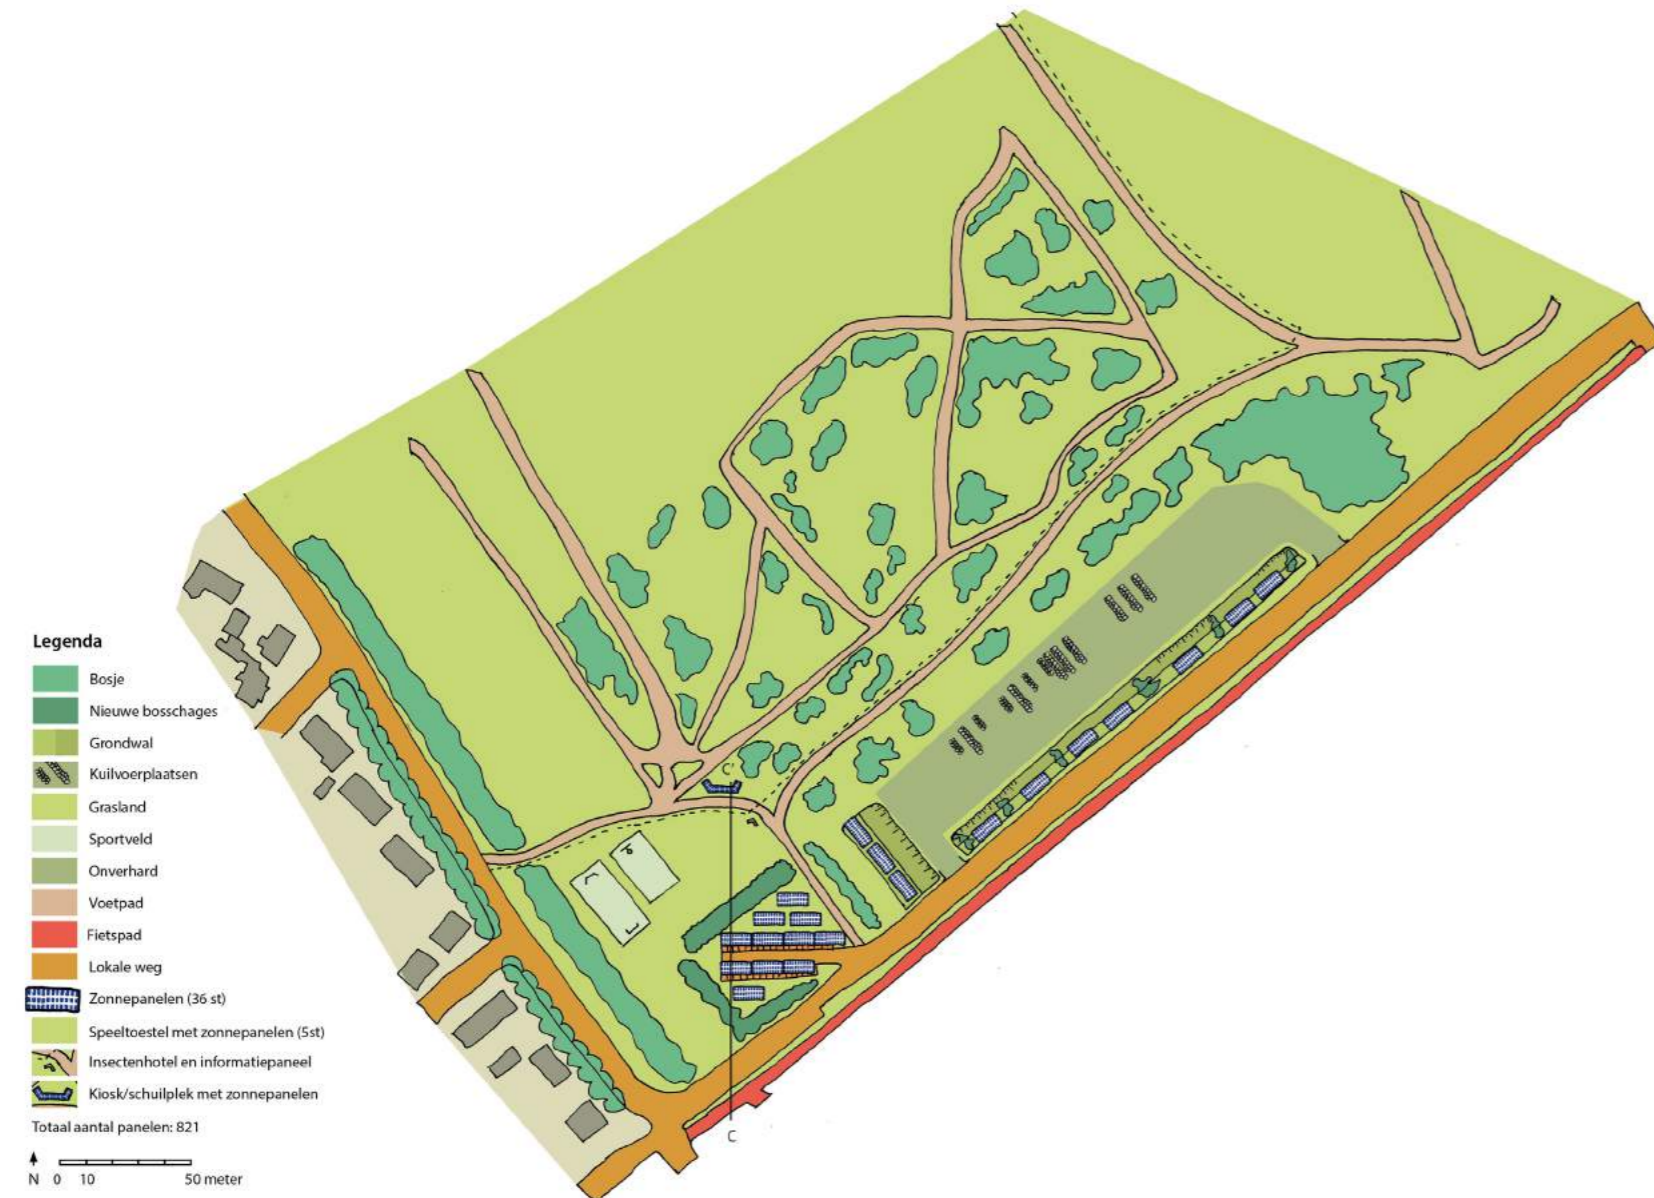 C'
Legenda
Bosje
Nieuwe bosschages
Grondwal
Kuilvoerplaatsen
Grasland
Sportveld
Onverhard
Voetpad
Fietspad
Lokale weg
Zonnepanelen (36 st)
Speeltoestel met zonnepanelen (5st)
Insectenhotel en informatiepaneel
Kiosk/schuilplek met zonnepanelen
Totaal aantal panelen: 821
C
N 0 10 50 meter